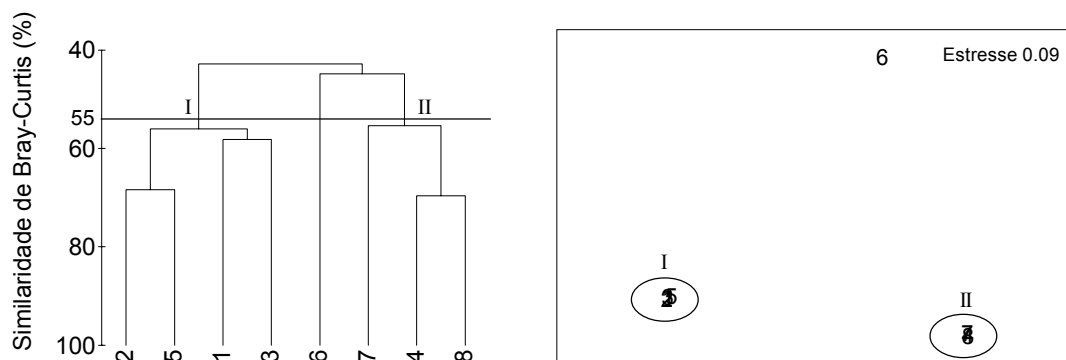 Similaridade de Bray-Curtis (%)
40
55
60
80
100
I
II
2 5 1 3 6 7 4 8
6
Estresse 0.09
I
II